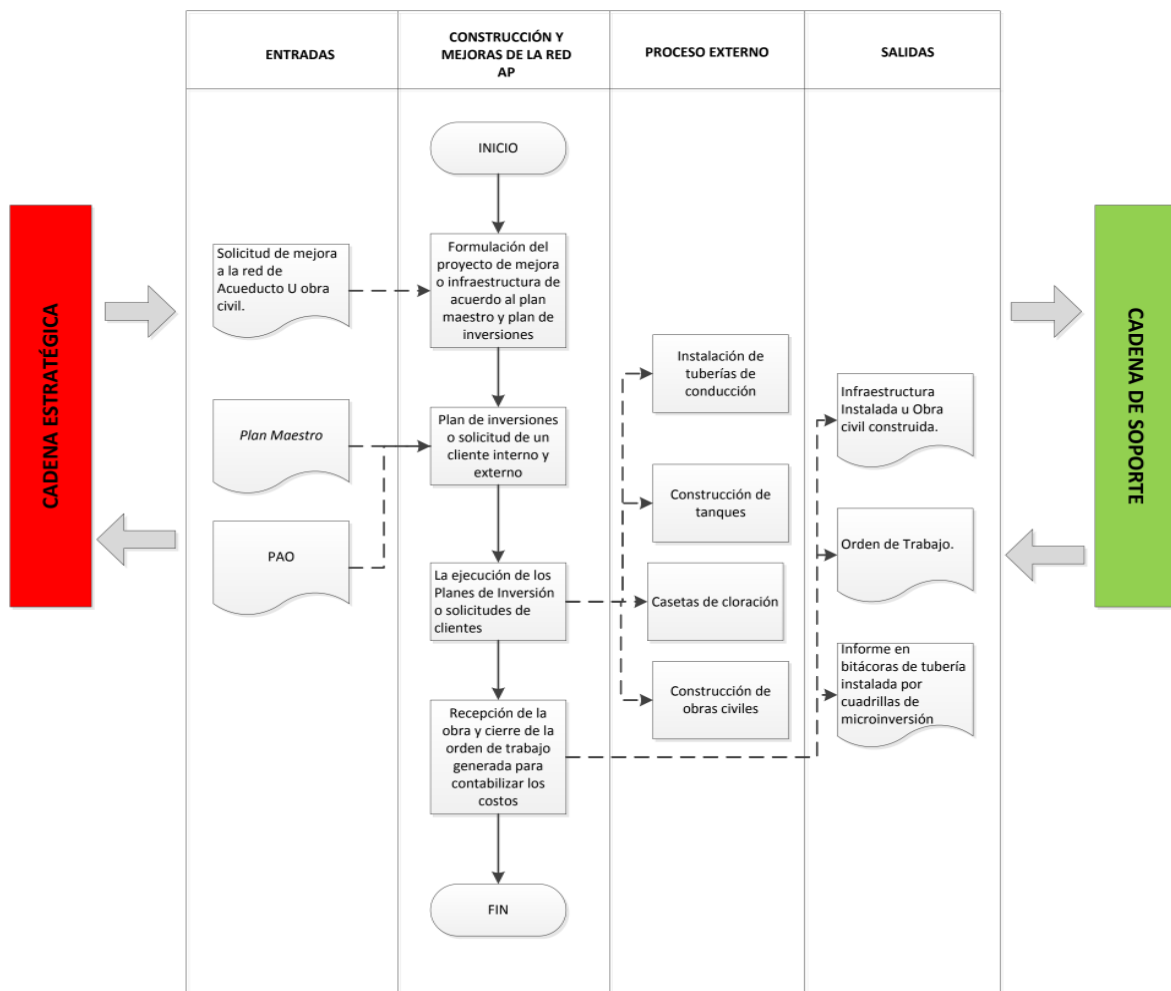 ENTRADAS
CONSTRUCCIÓN Y
MEJORAS DE LA RED
AP
PROCESO EXTERNO
SALIDAS
CADENA ESTRATÉGICA
INICIO
Solicitud de mejora
a la red de
Acueducto U obra
civil.
Formulación del
proyecto de mejora
o infraestructura de
acuerdo al plan
maestro y plan de
inversiones
Plan Maestro
PAO
Plan de inversiones
o solicitud de un
cliente interno y
externo
La ejecución de los
Planes de Inversión
o solicitudes de
clientes
Recepción de la
obra y cierre de la
orden de trabajo
generada para
contabilizar los
costos
FIN
Instalación de
tuberías de
conducción
Construcción de
tanques
Casetas de cloración
Construcción de
obras civiles
Infraestructura
Instalada u Obra
civil construida.
Orden de Trabajo.
Informe en
bitácoras de tubería
instalada por
cuadrillas de
microinversión
CADENA DE SOPORTE